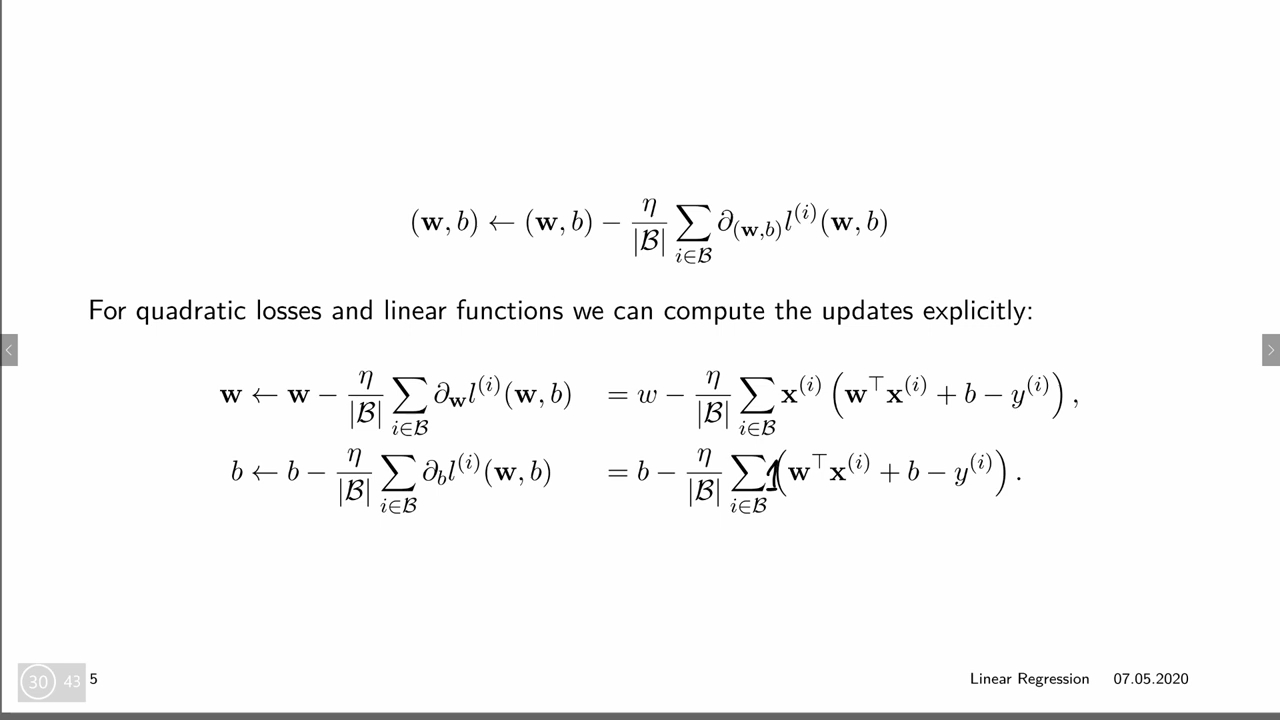 (𝐰, b) ← (𝐰, b) − η/|ℬ| ∑_{i∈ℬ} ∂_{(𝐰,b)} l^{(i)}(𝐰, b)
For quadratic losses and linear functions we can compute the updates explicitly:
𝐰 ← 𝐰 − η/|ℬ| ∑_{i∈ℬ} ∂_𝐰 l^{(i)}(𝐰, b) = w − η/|ℬ| ∑_{i∈ℬ} 𝐱^{(i)} (𝐰^⊤𝐱^{(i)} + b − y^{(i)}) ,
b ← b − η/|ℬ| ∑_{i∈ℬ} ∂_b l^{(i)}(𝐰, b) = b − η/|ℬ| ∑_{i∈ℬ} 1(𝐰^⊤𝐱^{(i)} + b − y^{(i)}) .
30 43 5 Linear Regression 07.05.2020